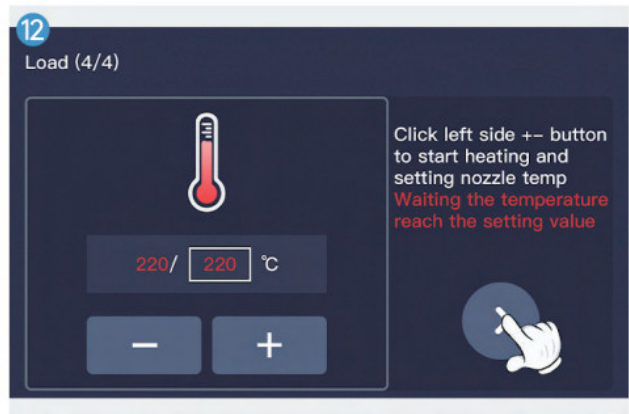 12
Load (4/4)
Click left side +- button
to start heating and
setting nozzle temp
Waiting the temperature
reach the setting value
220/ 220 ℃
- +